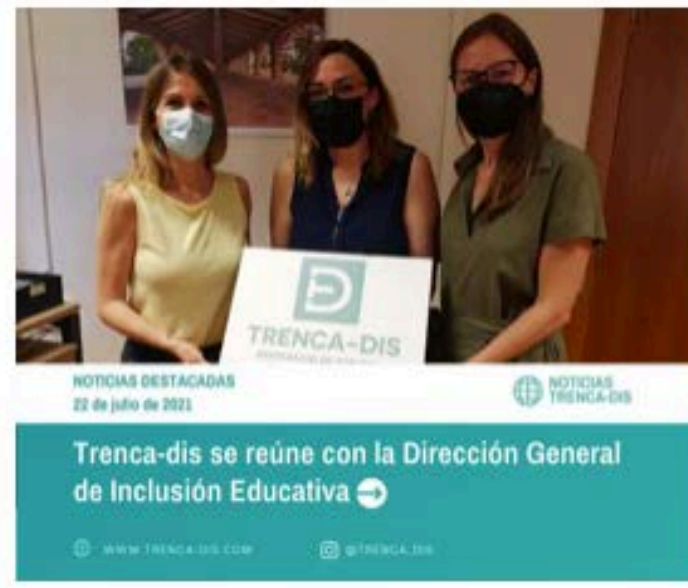 TRENCA-DIS
NOTICIAS DESTACADAS
22 de julio de 2021
NOTICIAS
TRENCA-DIS
Trenca-dis se reúne con la Dirección General
de Inclusión Educativa
WWW.TRENCA-DIS.COM
@TRENCA_DIS